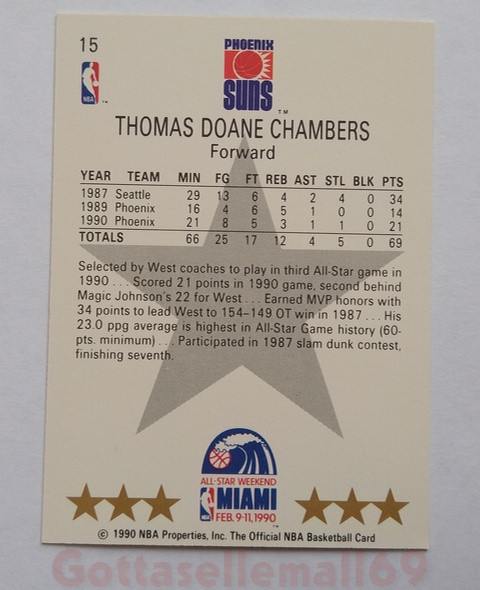 15
PHOENIX
SUNS
TM
NBA
THOMAS DOANE CHAMBERS
Forward
YEAR TEAM MIN FG FT REB AST STL BLK PTS
1987 Seattle 29 13 6 4 2 4 0 34
1989 Phoenix 16 4 6 5 1 0 0 14
1990 Phoenix 21 8 5 3 1 1 0 21
TOTALS 66 25 17 12 4 5 0 69
Selected by West coaches to play in third All-Star game in
1990 . . . Scored 21 points in 1990 game, second behind
Magic Johnson's 22 for West . . . Earned MVP honors with
34 points to lead West to 154–149 OT win in 1987 . . . His
23.0 ppg average is highest in All-Star Game history (60-
pts. minimum) . . . Participated in 1987 slam dunk contest,
finishing seventh.
ALL-STAR WEEKEND
NBA MIAMI
FEB. 9-11, 1990
© 1990 NBA Properties, Inc. The Official NBA Basketball Card
Gottasellemall69